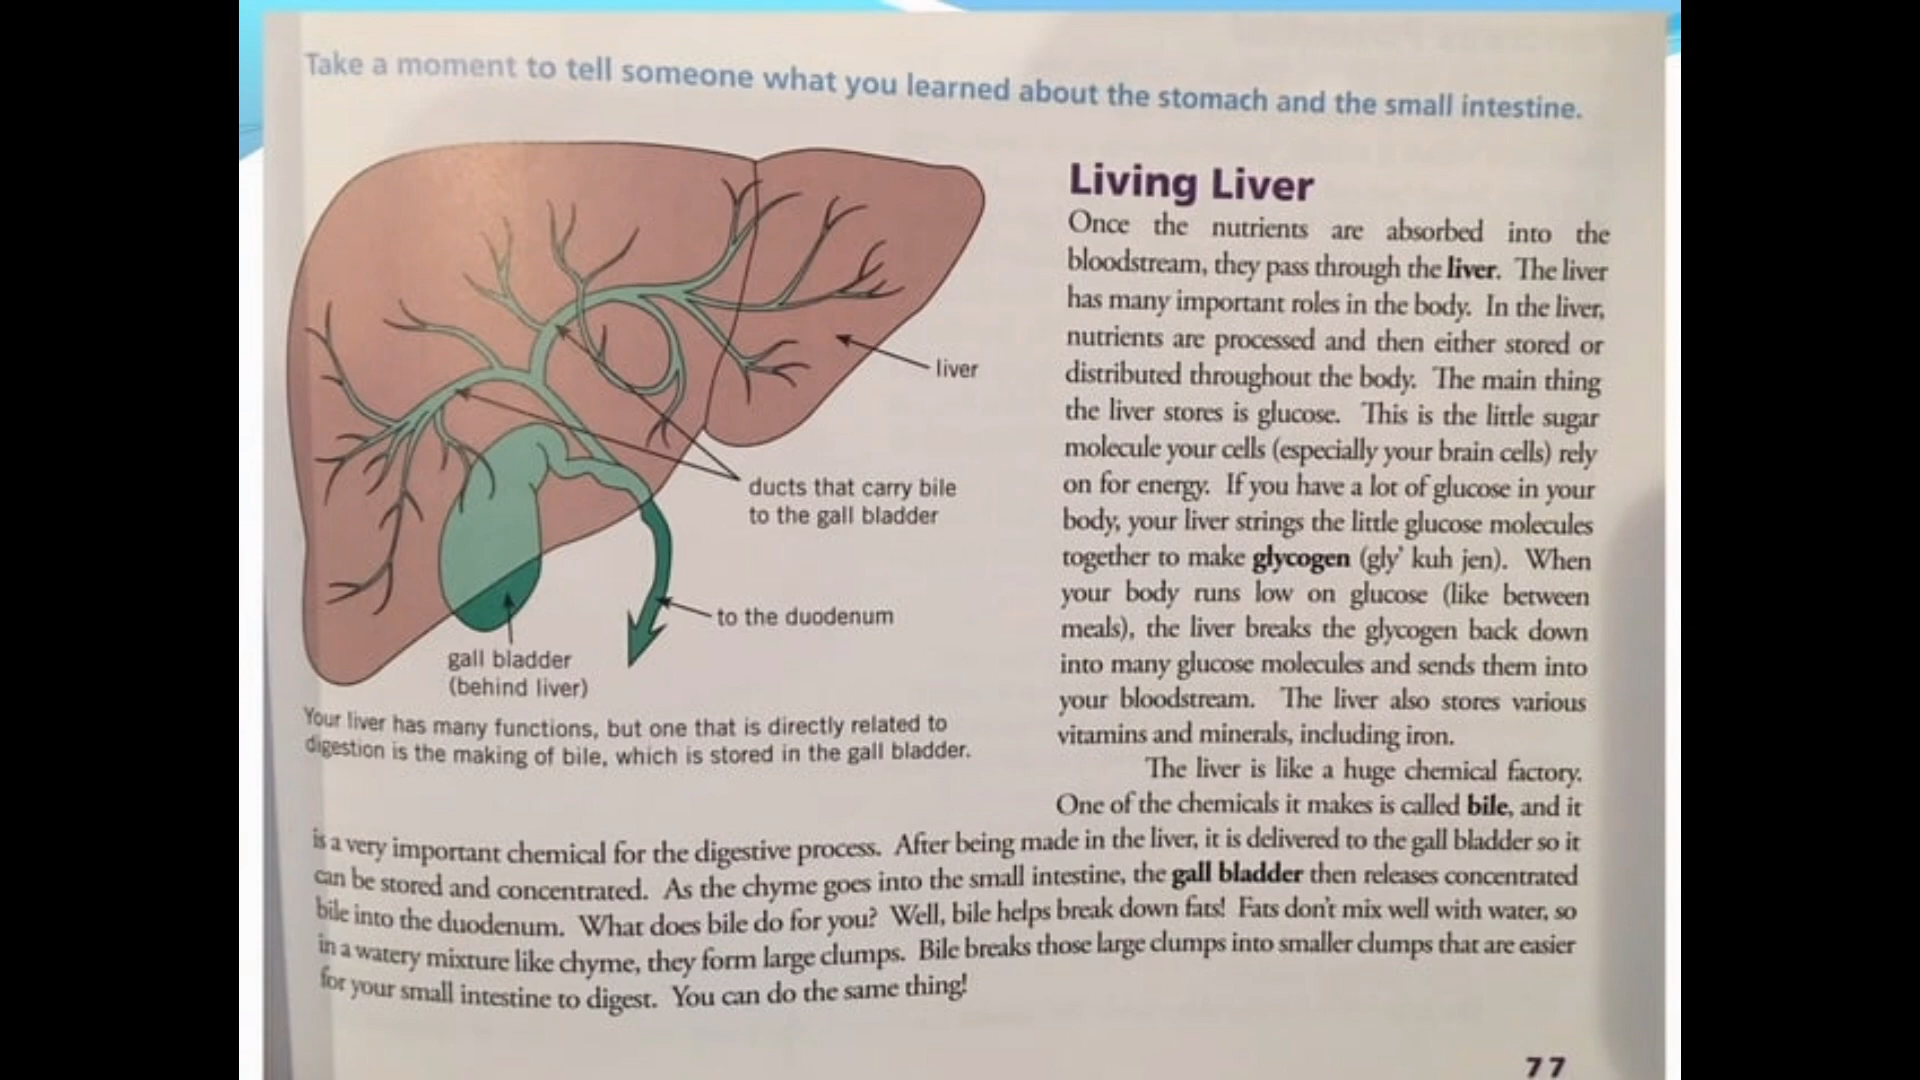 Take a moment to tell someone what you learned about the stomach and the small intestine.
liver
ducts that carry bile
to the gall bladder
to the duodenum
gall bladder
(behind liver)
Your liver has many functions, but one that is directly related to
digestion is the making of bile, which is stored in the gall bladder.
Living Liver
Once the nutrients are absorbed into the
bloodstream, they pass through the liver. The liver
has many important roles in the body. In the liver,
nutrients are processed and then either stored or
distributed throughout the body. The main thing
the liver stores is glucose. This is the little sugar
molecule your cells (especially your brain cells) rely
on for energy. If you have a lot of glucose in your
body, your liver strings the little glucose molecules
together to make glycogen (gly' kuh jen). When
your body runs low on glucose (like between
meals), the liver breaks the glycogen back down
into many glucose molecules and sends them into
your bloodstream. The liver also stores various
vitamins and minerals, including iron.
The liver is like a huge chemical factory.
One of the chemicals it makes is called bile, and it
is a very important chemical for the digestive process. After being made in the liver, it is delivered to the gall bladder so it
can be stored and concentrated. As the chyme goes into the small intestine, the gall bladder then releases concentrated
bile into the duodenum. What does bile do for you? Well, bile helps break down fats! Fats don't mix well with water, so
in a watery mixture like chyme, they form large clumps. Bile breaks those large clumps into smaller clumps that are easier
for your small intestine to digest. You can do the same thing!
77